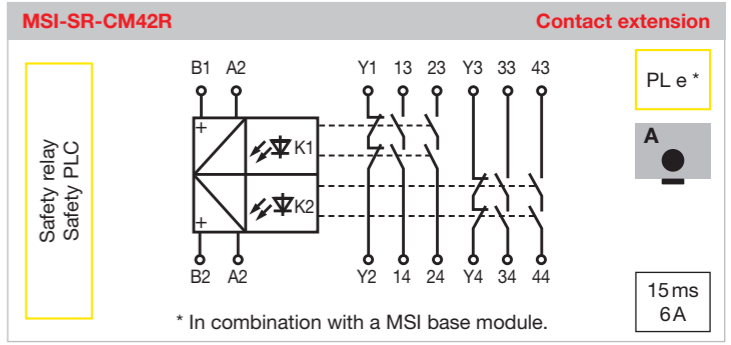 MSI-SR-CM42R Contact extension
Safety relay
Safety PLC
B1 A2 Y1 13 23 Y3 33 43
+
K1
K2
+
B2 A2 Y2 14 24 Y4 34 44
* In combination with a MSI base module.
PL e *
A
15 ms
6 A